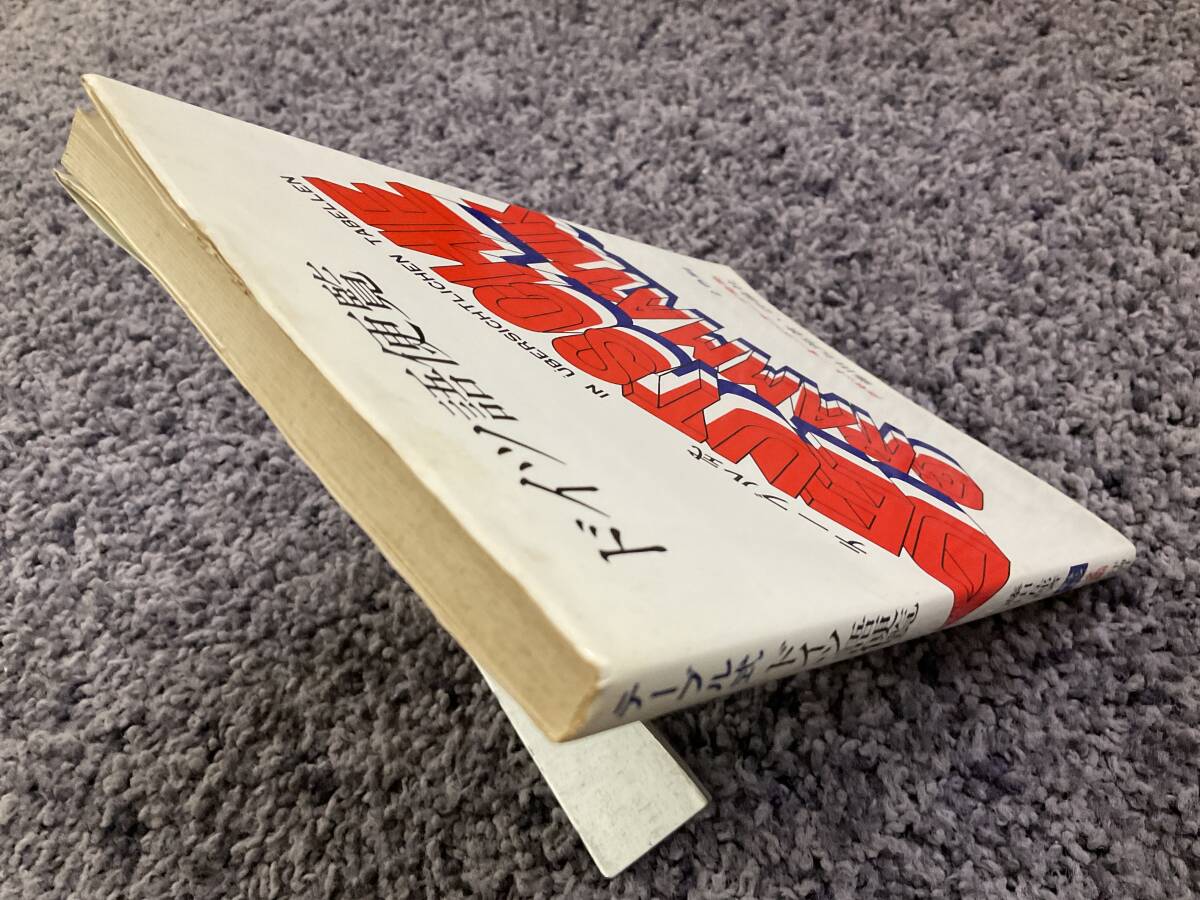 テーブル式
ドイツ語便覧
IN ÜBERSICHTLICHEN TABELLEN
DEUTSCHE
GRAMMATIK
テーブル式 ドイツ語便覧